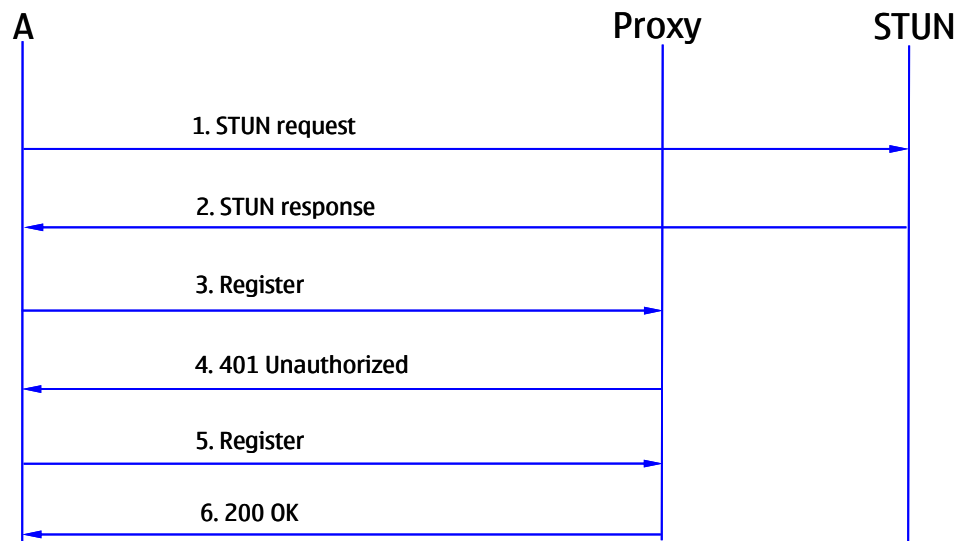 A
Proxy
STUN
1. STUN request
2. STUN response
3. Register
4. 401 Unauthorized
5. Register
6. 200 OK